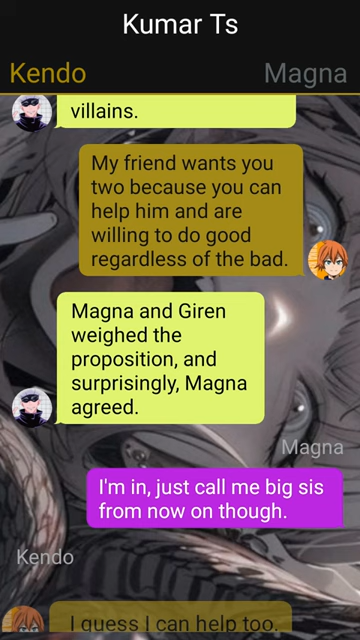 Kumar Ts
Kendo
Magna
villains.
My friend wants you
two because you can
help him and are
willing to do good
regardless of the bad.
Magna and Giren
weighed the
proposition, and
surprisingly, Magna
agreed.
Magna
I'm in, just call me big sis
from now on though.
Kendo
I guess I can help too.